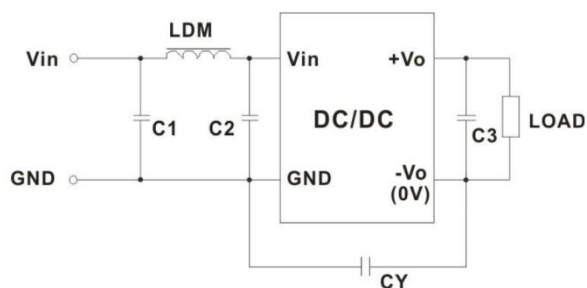 LDM
Vin
Vin
+Vo
C1
C2
DC/DC
C3
LOAD
GND
GND
-Vo
(0V)
CY